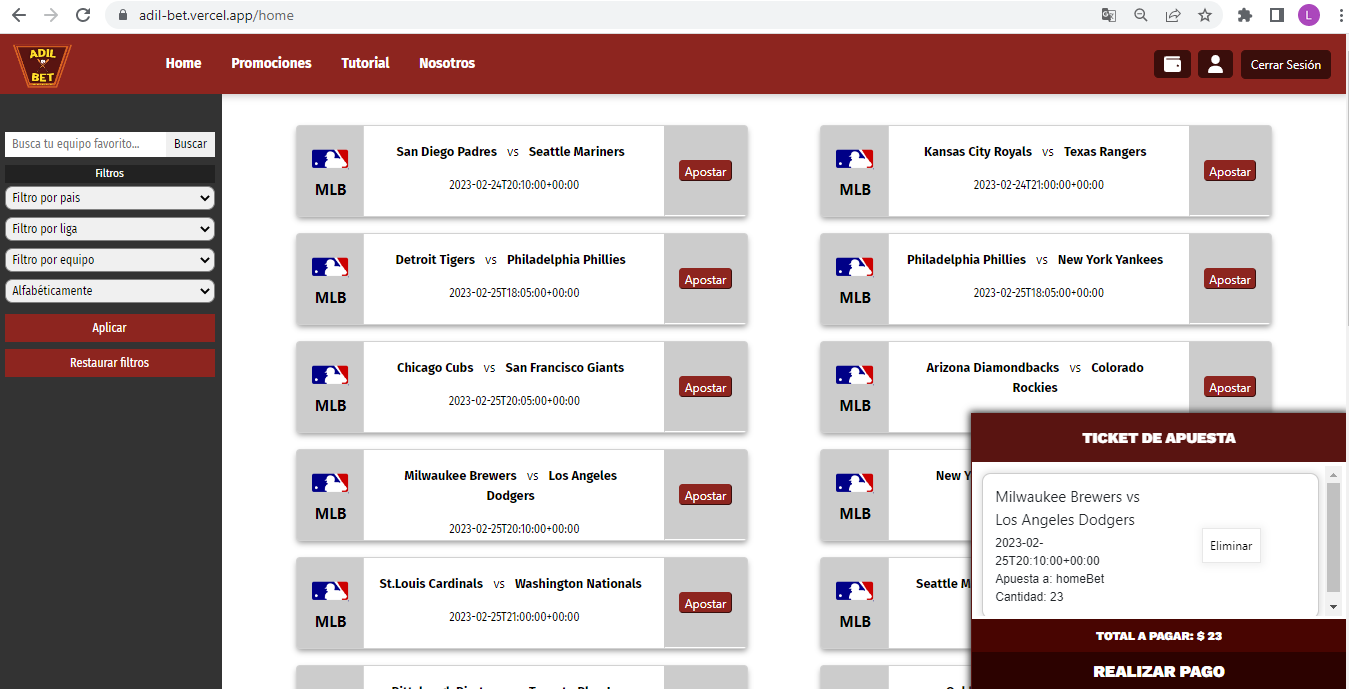 adil-bet.vercel.app/home
L
ADIL
BET
Home
Promociones
Tutorial
Nosotros
Cerrar Sesión
Busca tu equipo favorito...
Buscar
Filtros
Filtro por pais
Filtro por liga
Filtro por equipo
Alfabéticamente
Aplicar
Restaurar filtros
MLB
San Diego Padres vs Seattle Mariners
2023-02-24T20:10:00+00:00
Apostar
MLB
Kansas City Royals vs Texas Rangers
2023-02-24T21:00:00+00:00
Apostar
MLB
Detroit Tigers vs Philadelphia Phillies
2023-02-25T18:05:00+00:00
Apostar
MLB
Philadelphia Phillies vs New York Yankees
2023-02-25T18:05:00+00:00
Apostar
MLB
Chicago Cubs vs San Francisco Giants
2023-02-25T20:05:00+00:00
Apostar
MLB
Arizona Diamondbacks vs Colorado
Rockies
Apostar
MLB
Milwaukee Brewers vs Los Angeles
Dodgers
2023-02-25T20:10:00+00:00
Apostar
MLB
New Y
MLB
St.Louis Cardinals vs Washington Nationals
2023-02-25T21:00:00+00:00
Apostar
MLB
Seattle M
TICKET DE APUESTA
Milwaukee Brewers vs
Los Angeles Dodgers
2023-02-
25T20:10:00+00:00
Apuesta a: homeBet
Cantidad: 23
Eliminar
TOTAL A PAGAR: $ 23
REALIZAR PAGO